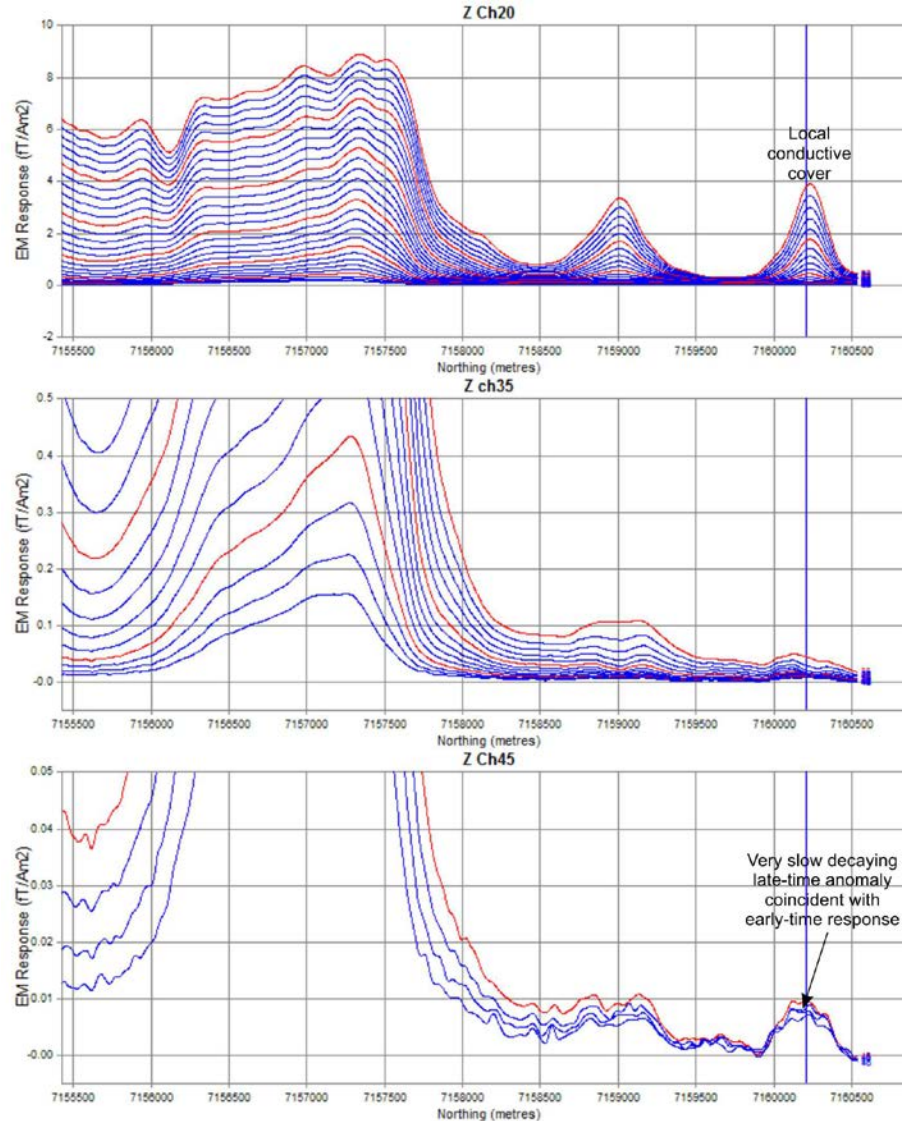 Z Ch20
EM Response (fT/Am2)
10
8
6
4
2
0
-2
Local
conductive
cover
7155500 7156000 7156500 7157000 7157500 7158000 7158500 7159000 7159500 7160000 7160500
Northing (metres)
Z ch35
EM Response (fT/Am2)
0.5
0.4
0.3
0.2
0.1
-0.0
7155500 7156000 7156500 7157000 7157500 7158000 7158500 7159000 7159500 7160000 7160500
Northing (metres)
Z Ch45
EM Response (fT/Am2)
0.05
0.04
0.03
0.02
0.01
-0.00
Very slow decaying
late-time anomaly
coincident with
early-time response
7155500 7156000 7156500 7157000 7157500 7158000 7158500 7159000 7159500 7160000 7160500
Northing (metres)